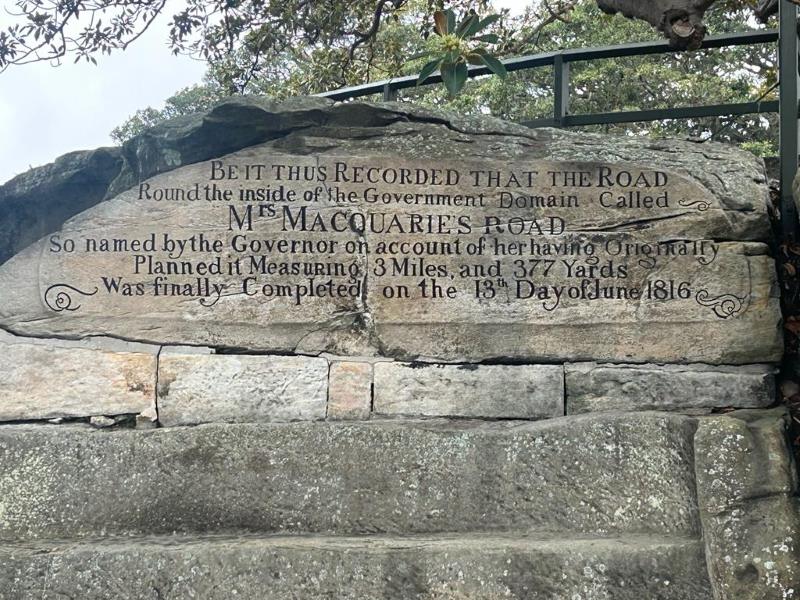 BE IT THUS RECORDED THAT THE ROAD
Round the inside of the Government Domain Called
Mrs MACQUARIE'S ROAD
So named by the Governor on account of her having Originally
Planned it Measuring 3 Miles, and 377 Yards
Was finally Completed on the 13th Day of June 1816